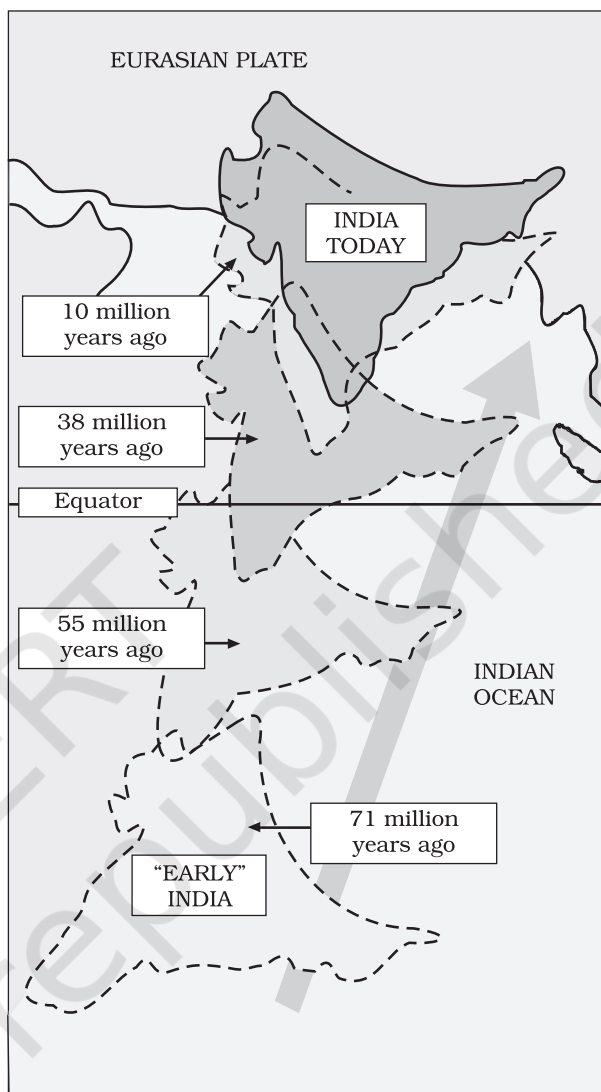 EURASIAN PLATE
INDIA
TODAY
10 million
years ago
38 million
years ago
Equator
55 million
years ago
INDIAN
OCEAN
71 million
years ago
“EARLY”
INDIA
republished